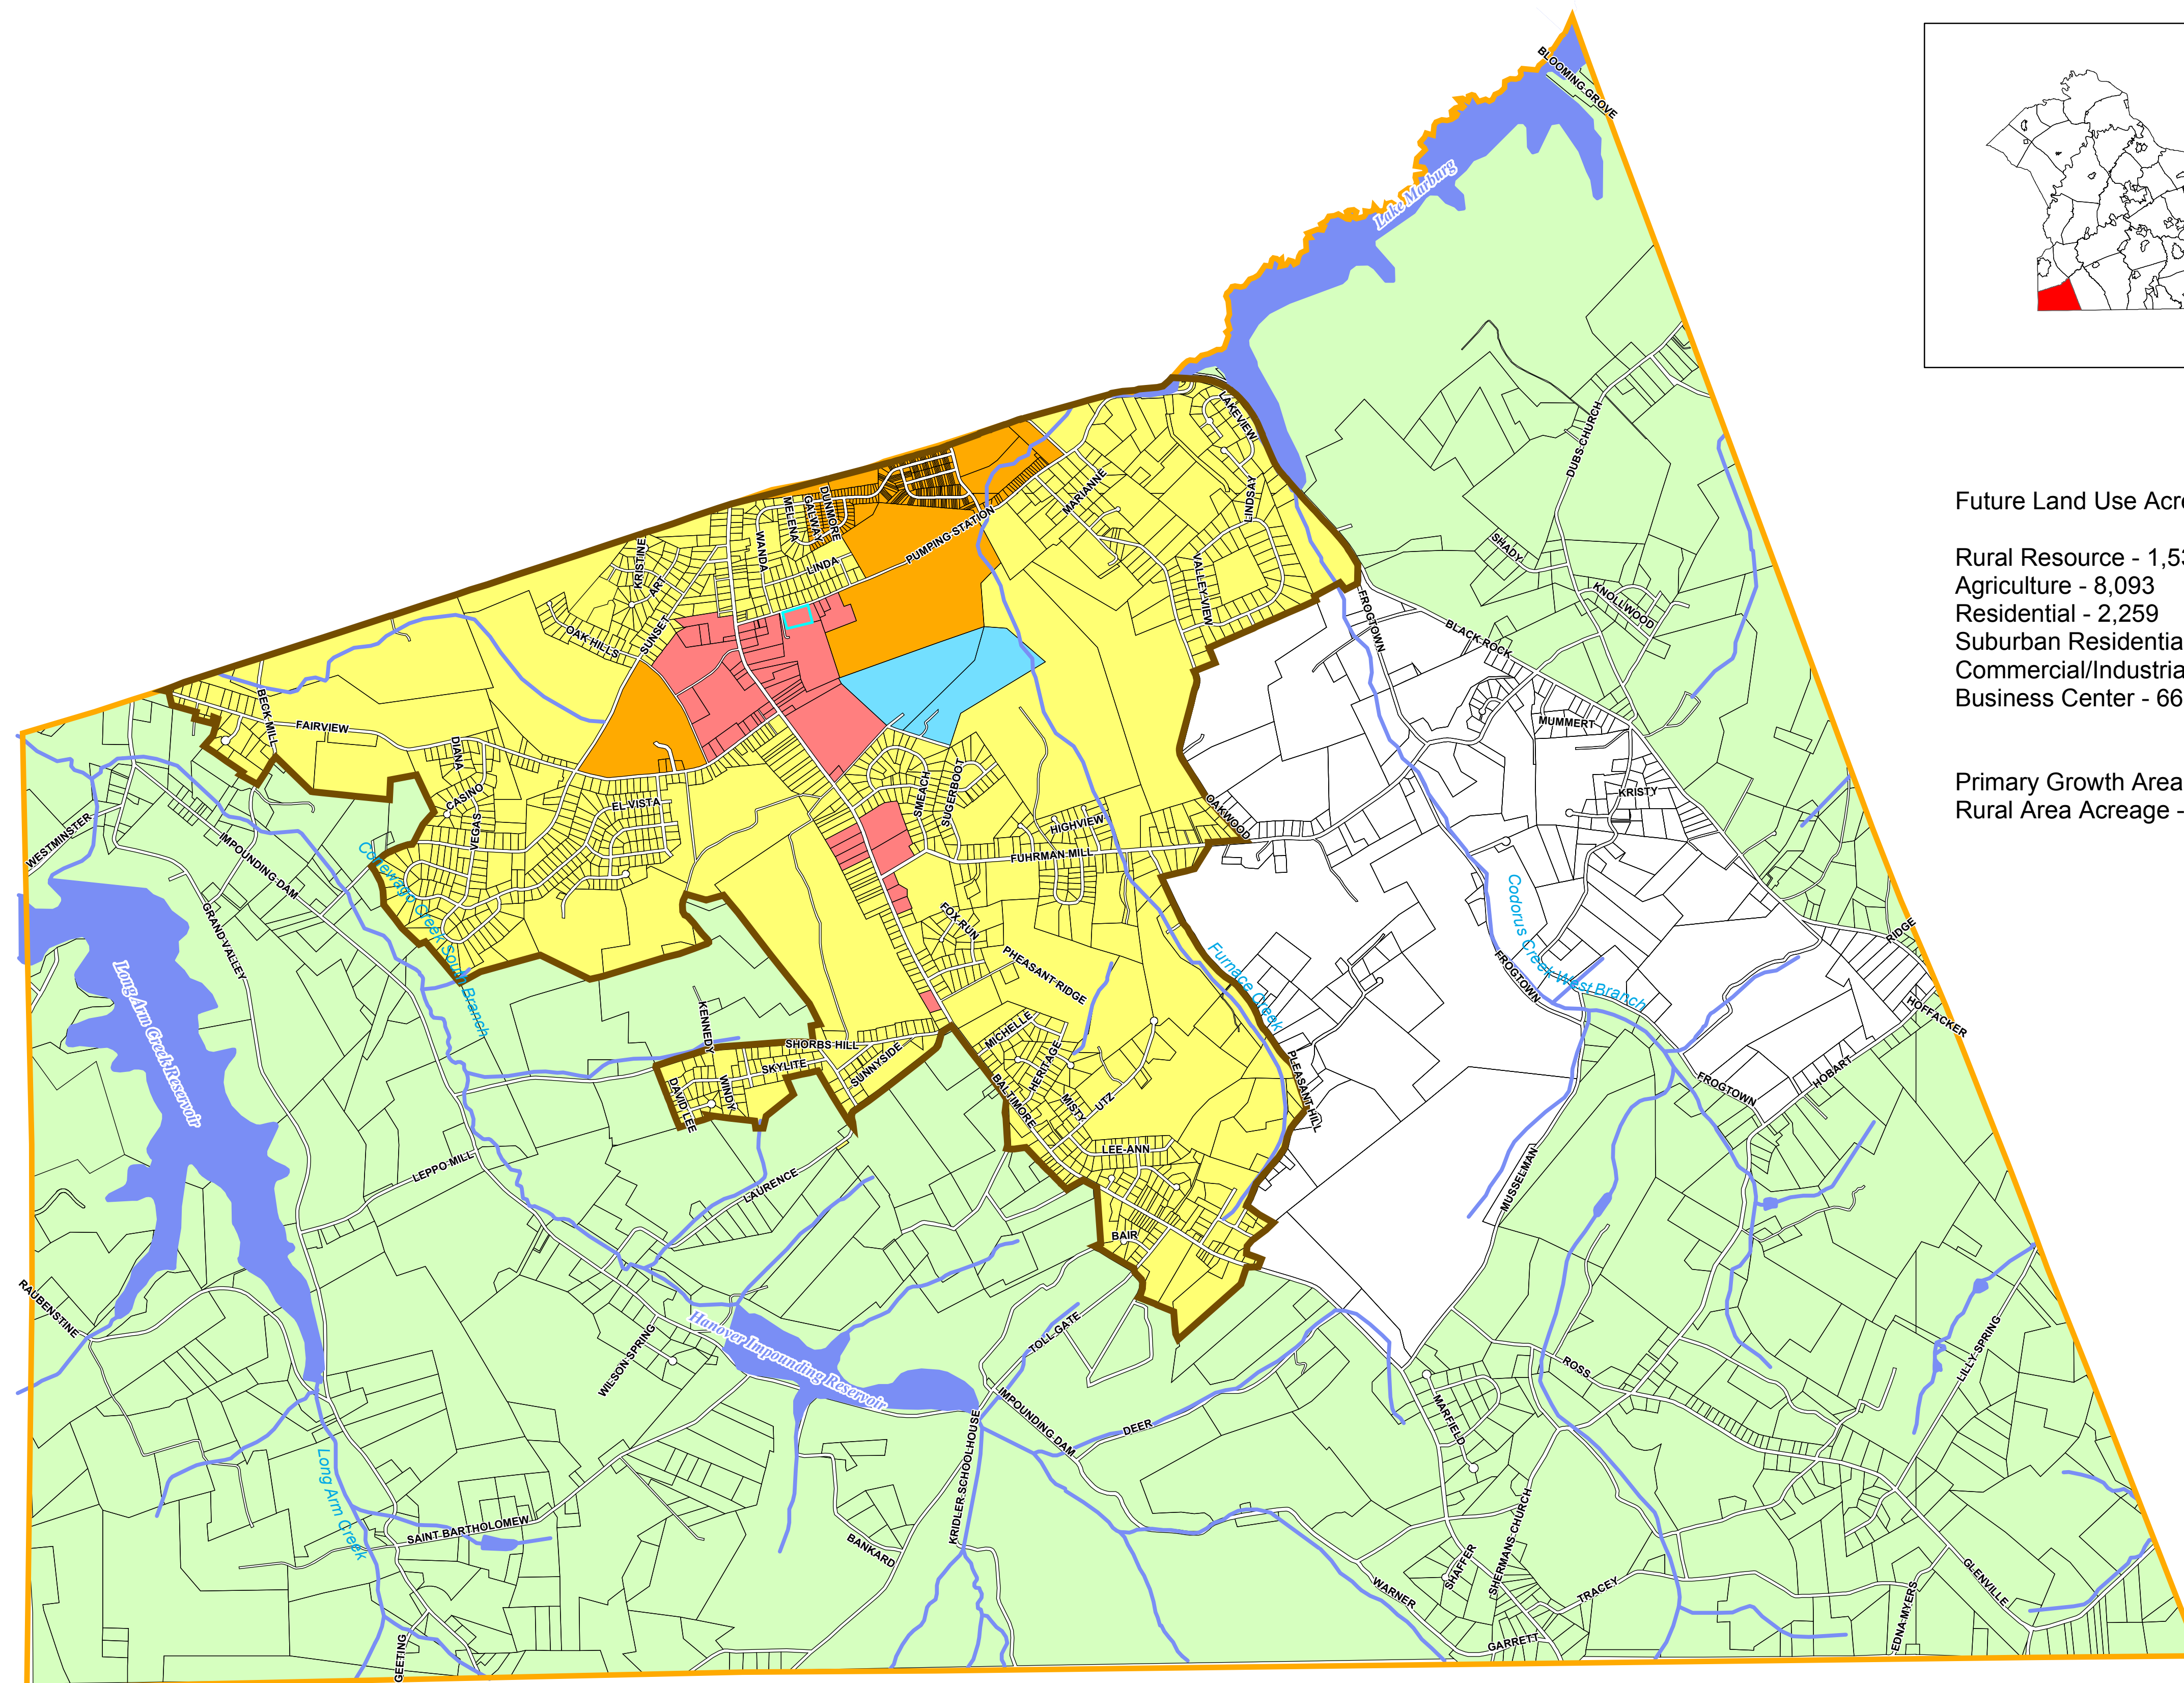 BLOOMING GROVE
Lake Marburg
LAKEVIEW
DUBS CHURCH
Future Land Use Acre
Rural Resource - 1,53
Agriculture - 8,093
Residential - 2,259
Suburban Residentia
Commercial/Industria
Business Center - 66
Primary Growth Area
Rural Area Acreage -
MARIANNE
LINDSAY
DUNMORE
GALWAY
MELENA
WANDA
LINDA
PUMPING STATION
KRISTINE
ART
SUNSET
OAK HILLS
VALLEY VIEW
SHADY
KNOLLWOOD
FROGTOWN
BLACK ROCK
MUMMERT
KRISTY
BECK MILL
FAIRVIEW
DIANA
CASINO
VEGAS
EL VISTA
SMEACH
SUGERBOOT
HIGHVIEW
OAKWOOD
FUHRMAN MILL
WESTMINSTER
IMPOUNDING DAM
Conewago Creek South Branch
GRAND VALLEY
FOX RUN
PHEASANT RIDGE
Furnace Creek
Codorus Creek West Branch
FROGTOWN
RIDGE
HOFFACKER
Long Arm Creek Reservoir
KENNEDY
SHORBS HILL
SKYLITE
SUNNYSIDE
DAVID LEE
WINDY
MICHELLE
HERITAGE
BALTIMORE
MISTY
UTZ
PLEASANT HILL
FROGTOWN
HOBART
LEE ANN
LEPPO MILL
LAURENCE
MUSSELMAN
BAIR
RAUBENSTINE
WILSON SPRING
Hanover Impounding Reservoir
TOLL GATE
ROSS
LILLY SPRING
IMPOUNDING DAM
DEER
MARFIELD
KRIDLER SCHOOLHOUSE
Long Arm Creek
SAINT BARTHOLOMEW
BANKARD
SHERMANS CHURCH
SHAFFER
WARNER
TRACEY
GLENVILLE
EDNA MYERS
GARRETT
GEETING